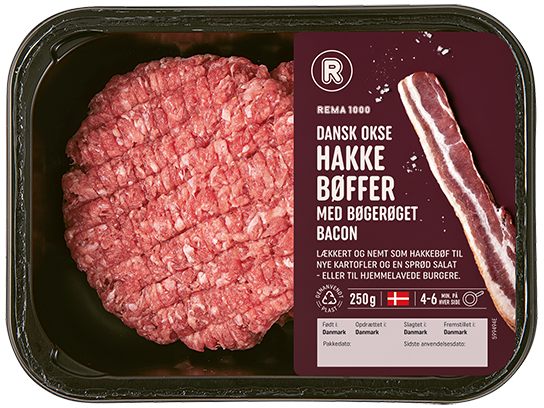 R
REMA 1000
DANSK OKSE
HAKKE
BØFFER
MED BØGERØGET
BACON
LÆKKERT OG NEMT SOM HAKKEBØF TIL
NYE KARTOFLER OG EN SPRØD SALAT
- ELLER TIL HJEMMELAVEDE BURGERE.
GENANVENDT PLAST
250g 4-6 MIN. PÅ HVER SIDE
Født i: Opdrættet i: Slagtet i: Fremstillet i:
Danmark Danmark Danmark Danmark
Pakkedato: Sidste anvendelsesdato: